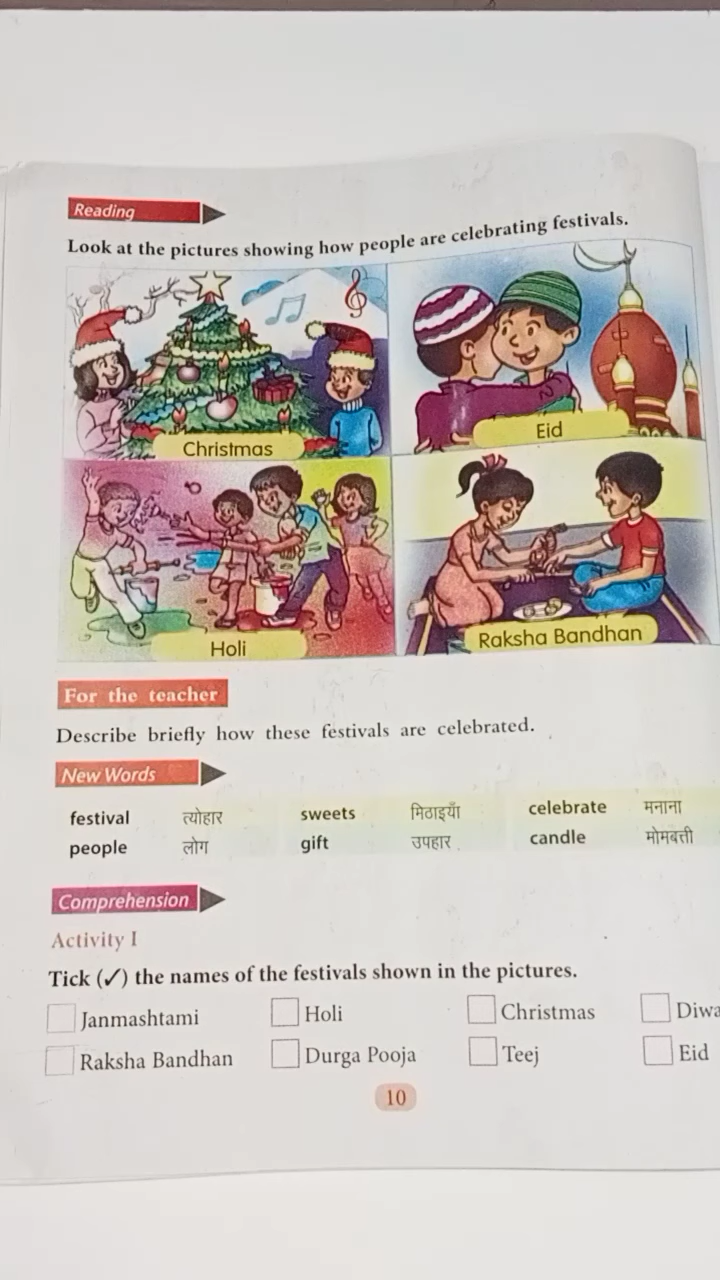 Reading
Look at the pictures showing how people are celebrating festivals.
Christmas
Eid
Holi
Raksha Bandhan
For the teacher
Describe briefly how these festivals are celebrated.
New Words
festival त्योहार sweets मिठाइयाँ celebrate मनाना
people लोग gift उपहार candle मोमबत्ती
Comprehension
Activity I
Tick (✓) the names of the festivals shown in the pictures.
Janmashtami Holi Christmas
Raksha Bandhan Durga Pooja Teej Eid
10